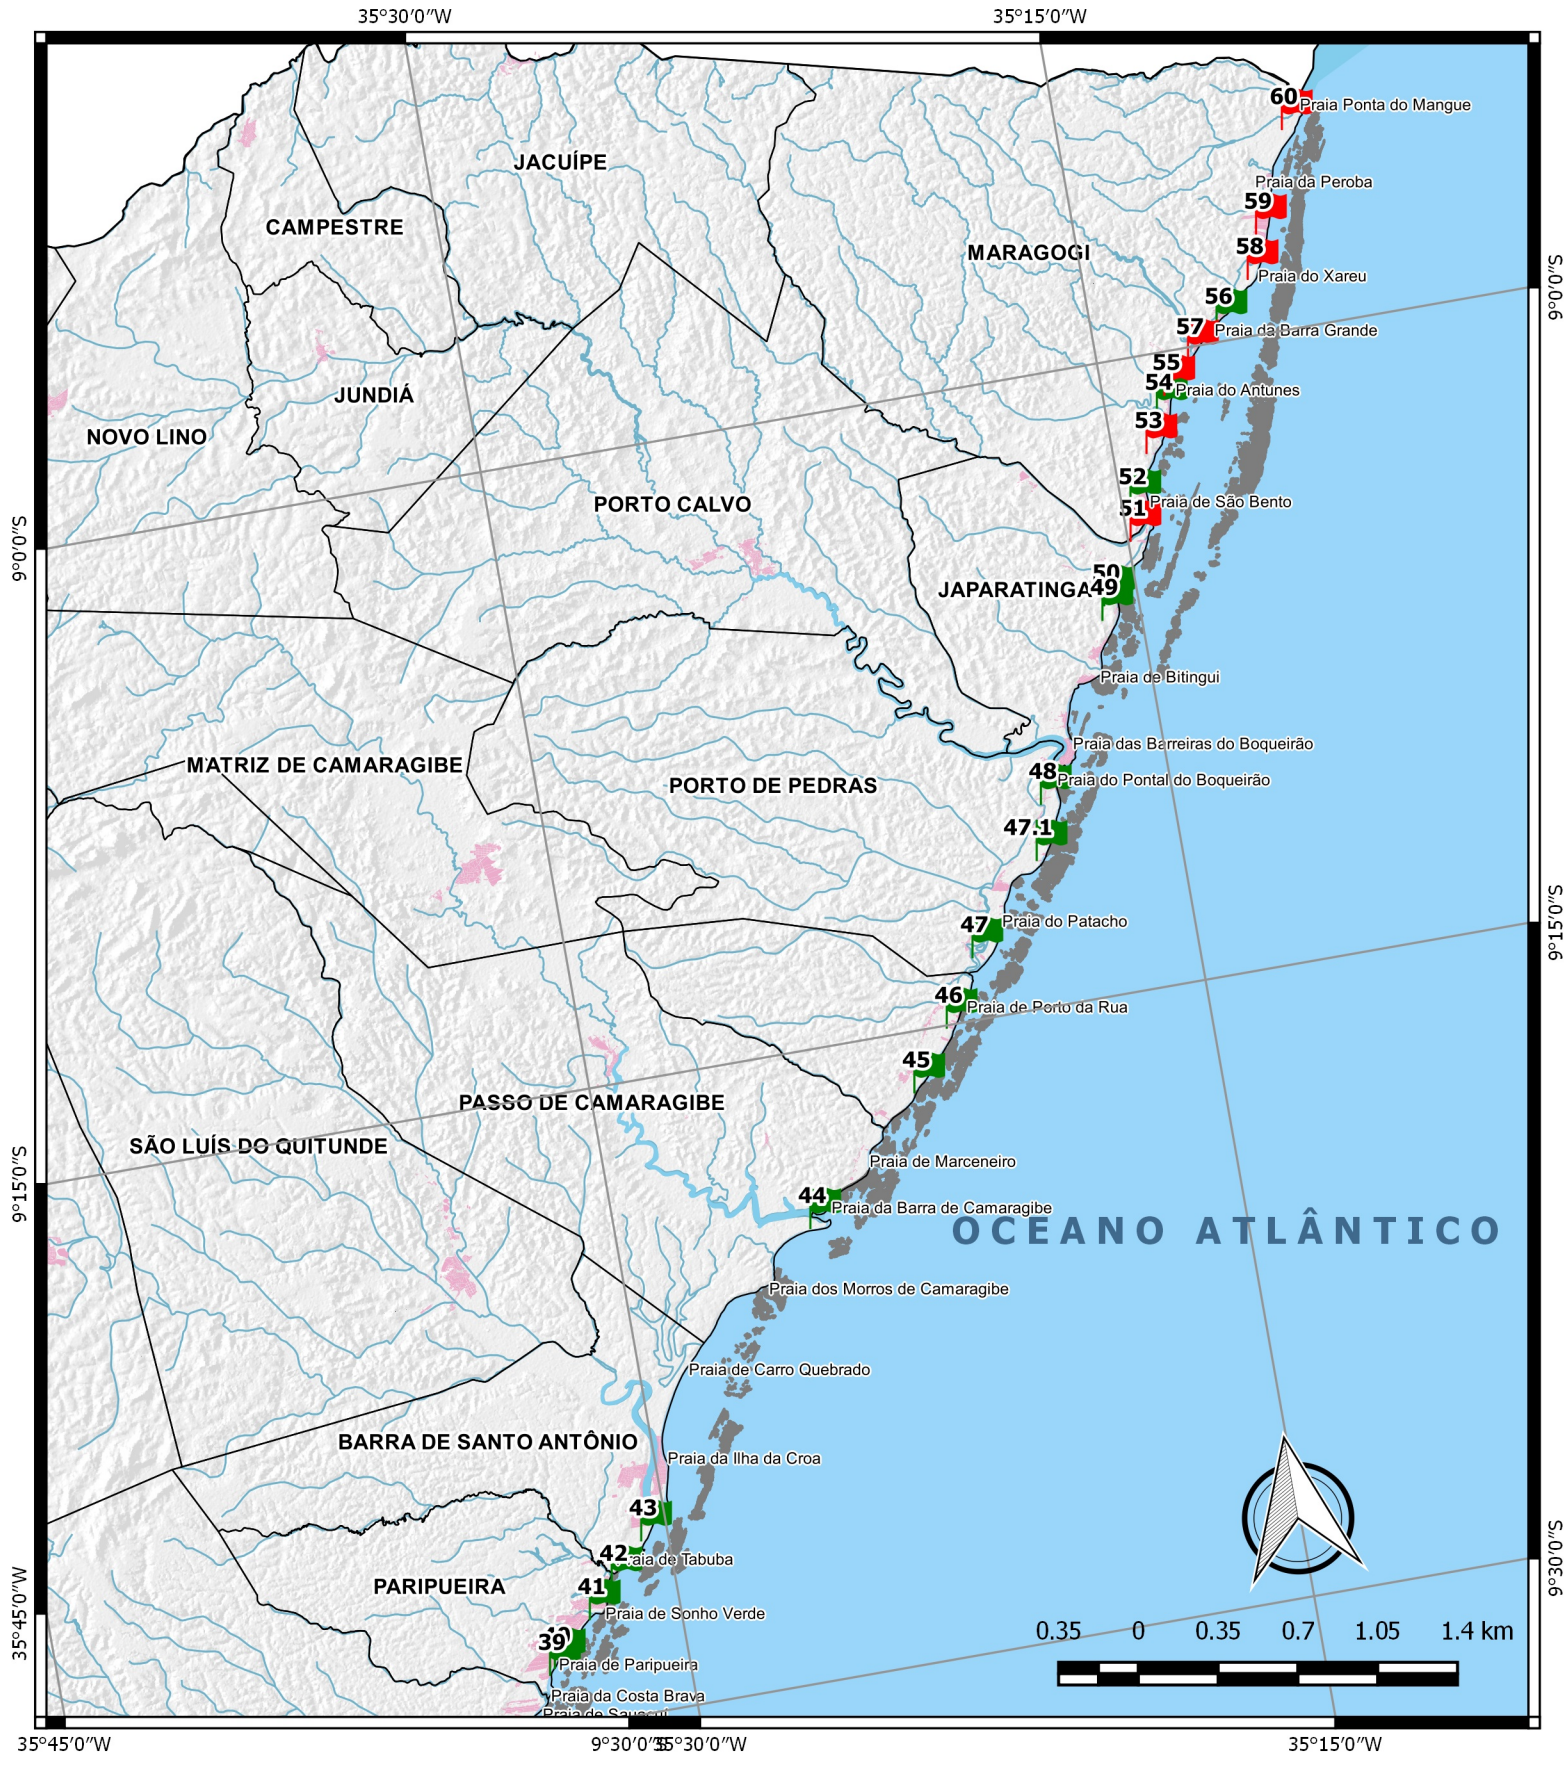 35°30′0″W
35°15′0″W
60
Praia Ponta do Mangue
JACUÍPE
Praia da Peroba
59
CAMPESTRE
58
MARAGOGI
Praia do Xareu
9°0′0″S
56
57
Praia da Barra Grande
55
54
Praia do Antunes
JUNDIÁ
53
NOVO LINO
52
PORTO CALVO
51
Praia de São Bento
9°0′0″S
50
JAPARATINGA
49
Praia de Bitingui
Praia das Barreiras do Boqueirão
MATRIZ DE CAMARAGIBE
48
Praia do Pontal do Boqueirão
PORTO DE PEDRAS
47.1
47
Praia do Patacho
9°15′0″S
46
Praia de Porto da Rua
45
PASSO DE CAMARAGIBE
SÃO LUÍS DO QUITUNDE
Praia de Marceneiro
9°15′0″S
44
Praia da Barra de Camaragibe
OCEANO ATLÂNTICO
Praia dos Morros de Camaragibe
Praia de Carro Quebrado
BARRA DE SANTO ANTÔNIO
Praia da Ilha da Croa
43
42
Praia de Tabuba
9°30′0″S
PARIPUEIRA
41
Praia de Sonho Verde
35°45′0″W
0.35 0 0.35 0.7 1.05 1.4 km
40
39
Praia de Paripueira
Praia da Costa Brava
35°45′0″W
9°30′0″S
35°30′0″W
35°15′0″W